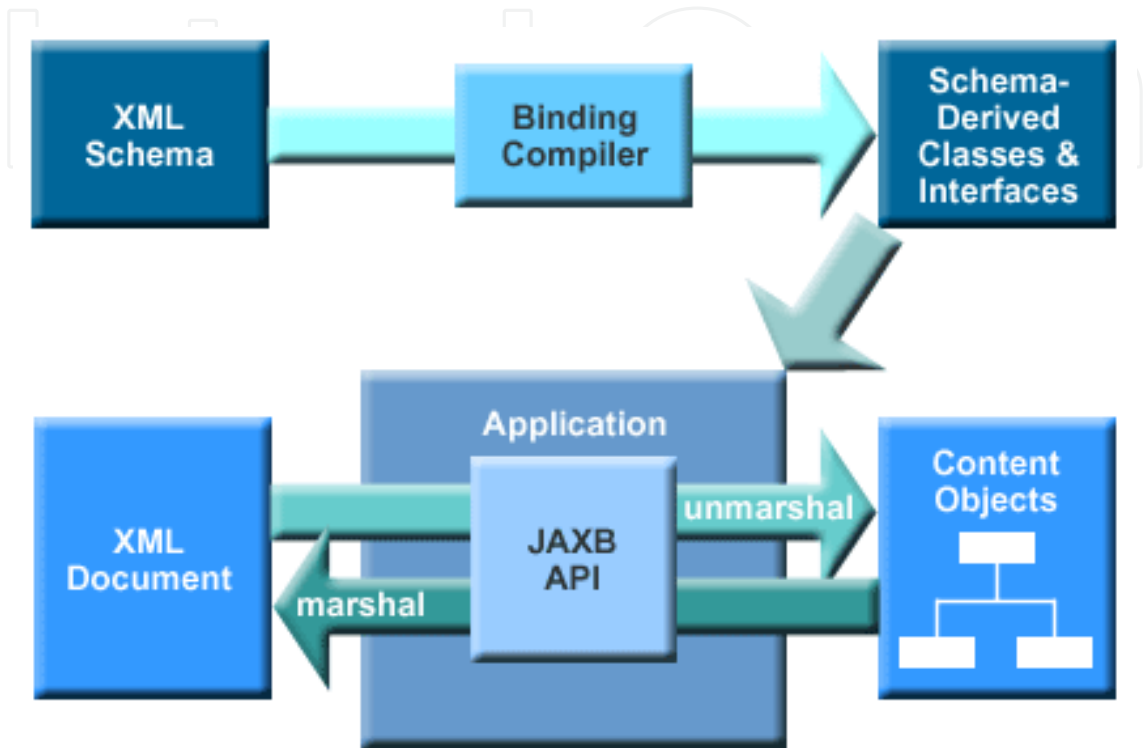 XML
Schema
Binding
Compiler
Schema-
Derived
Classes &
Interfaces
Application
XML
Document
JAXB
API
unmarshal
marshal
Content
Objects